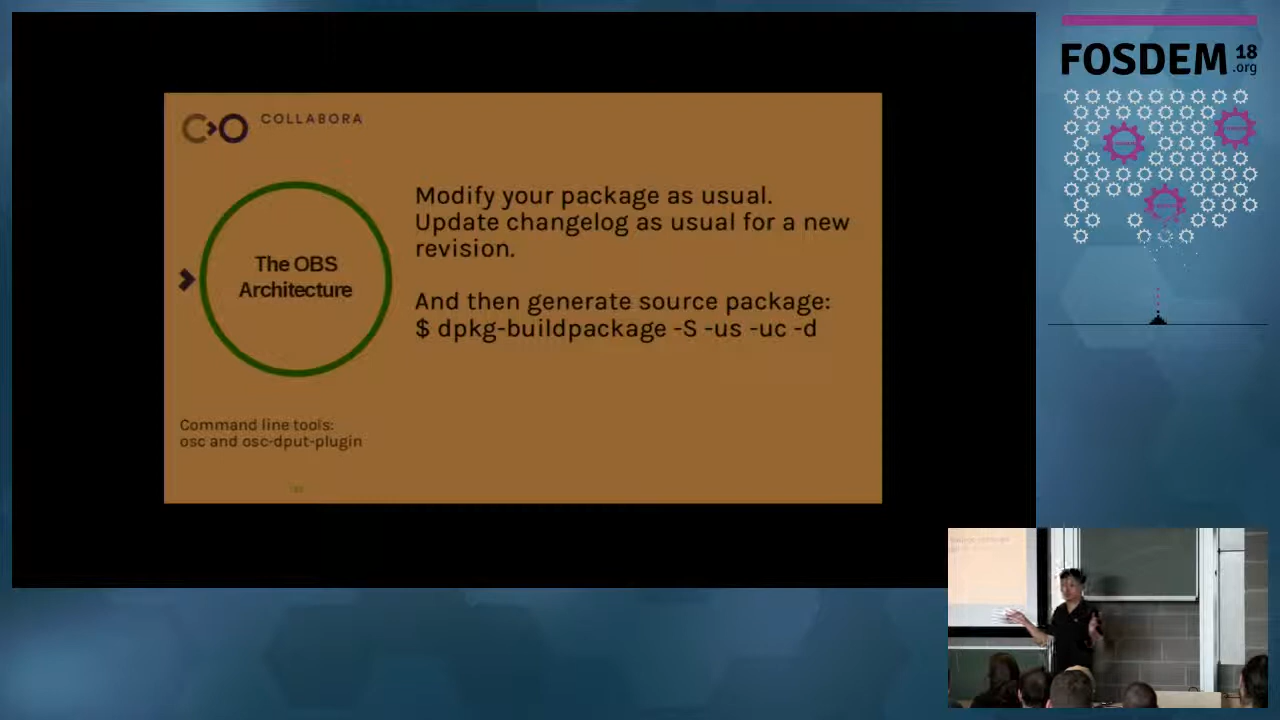 COLLABORA
The OBS
Architecture
Modify your package as usual.
Update changelog as usual for a new
revision.
And then generate source package:
$ dpkg-buildpackage -S -us -uc -d
Command line tools:
osc and osc-dput-plugin
FOSDEM 18
.org